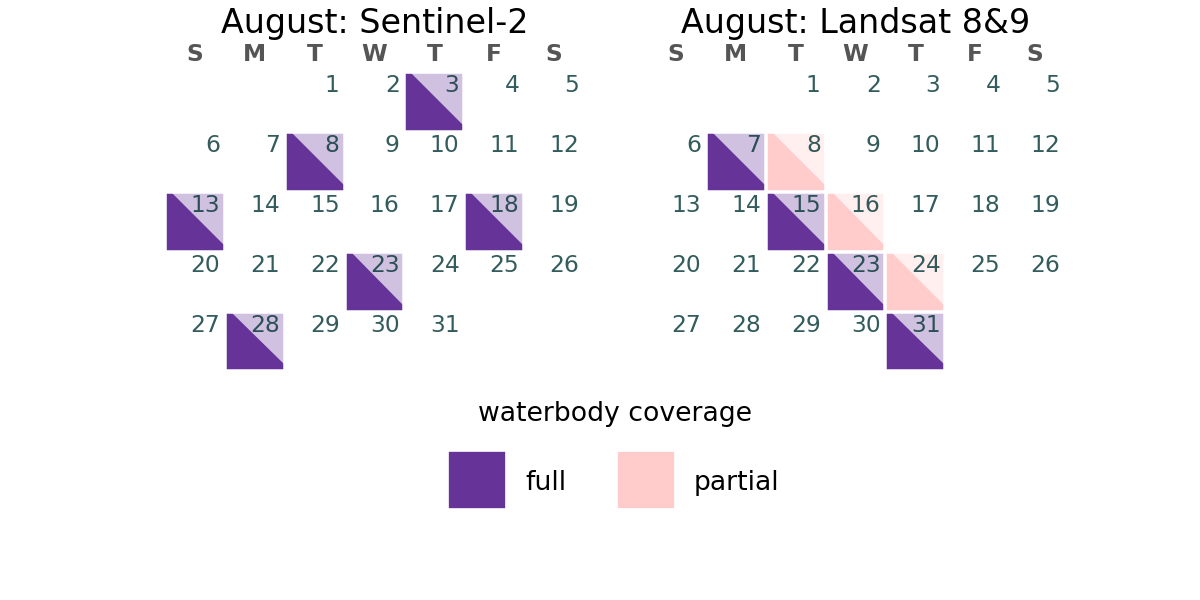 August: Sentinel-2
S M T W T F S
1 2 3 4 5
6 7 8 9 10 11 12
13 14 15 16 17 18 19
20 21 22 23 24 25 26
27 28 29 30 31
August: Landsat 8&9
S M T W T F S
1 2 3 4 5
6 7 8 9 10 11 12
13 14 15 16 17 18 19
20 21 22 23 24 25 26
27 28 29 30 31
waterbody coverage
full
partial